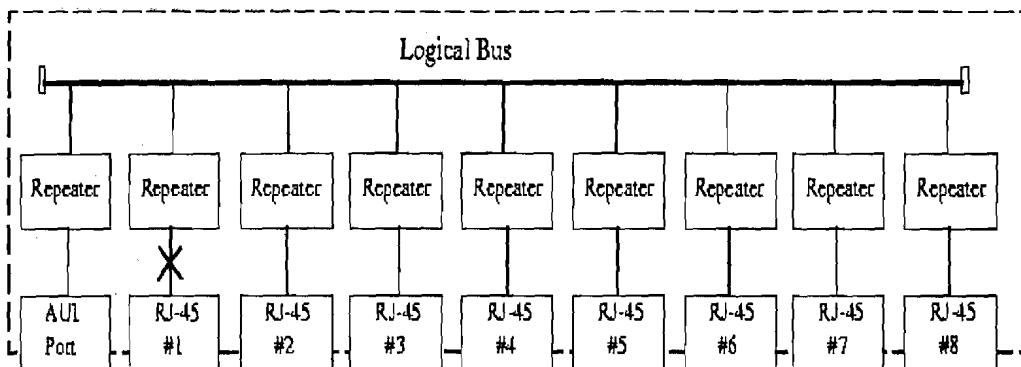 Logical Bus
Repeater Repeater Repeater Repeater Repeater Repeater Repeater Repeater Repeater
AUI RJ-45 RJ-45 RJ-45 RJ-45 RJ-45 RJ-45 RJ-45 RJ-45
Port #1 #2 #3 #4 #5 #6 #7 #8